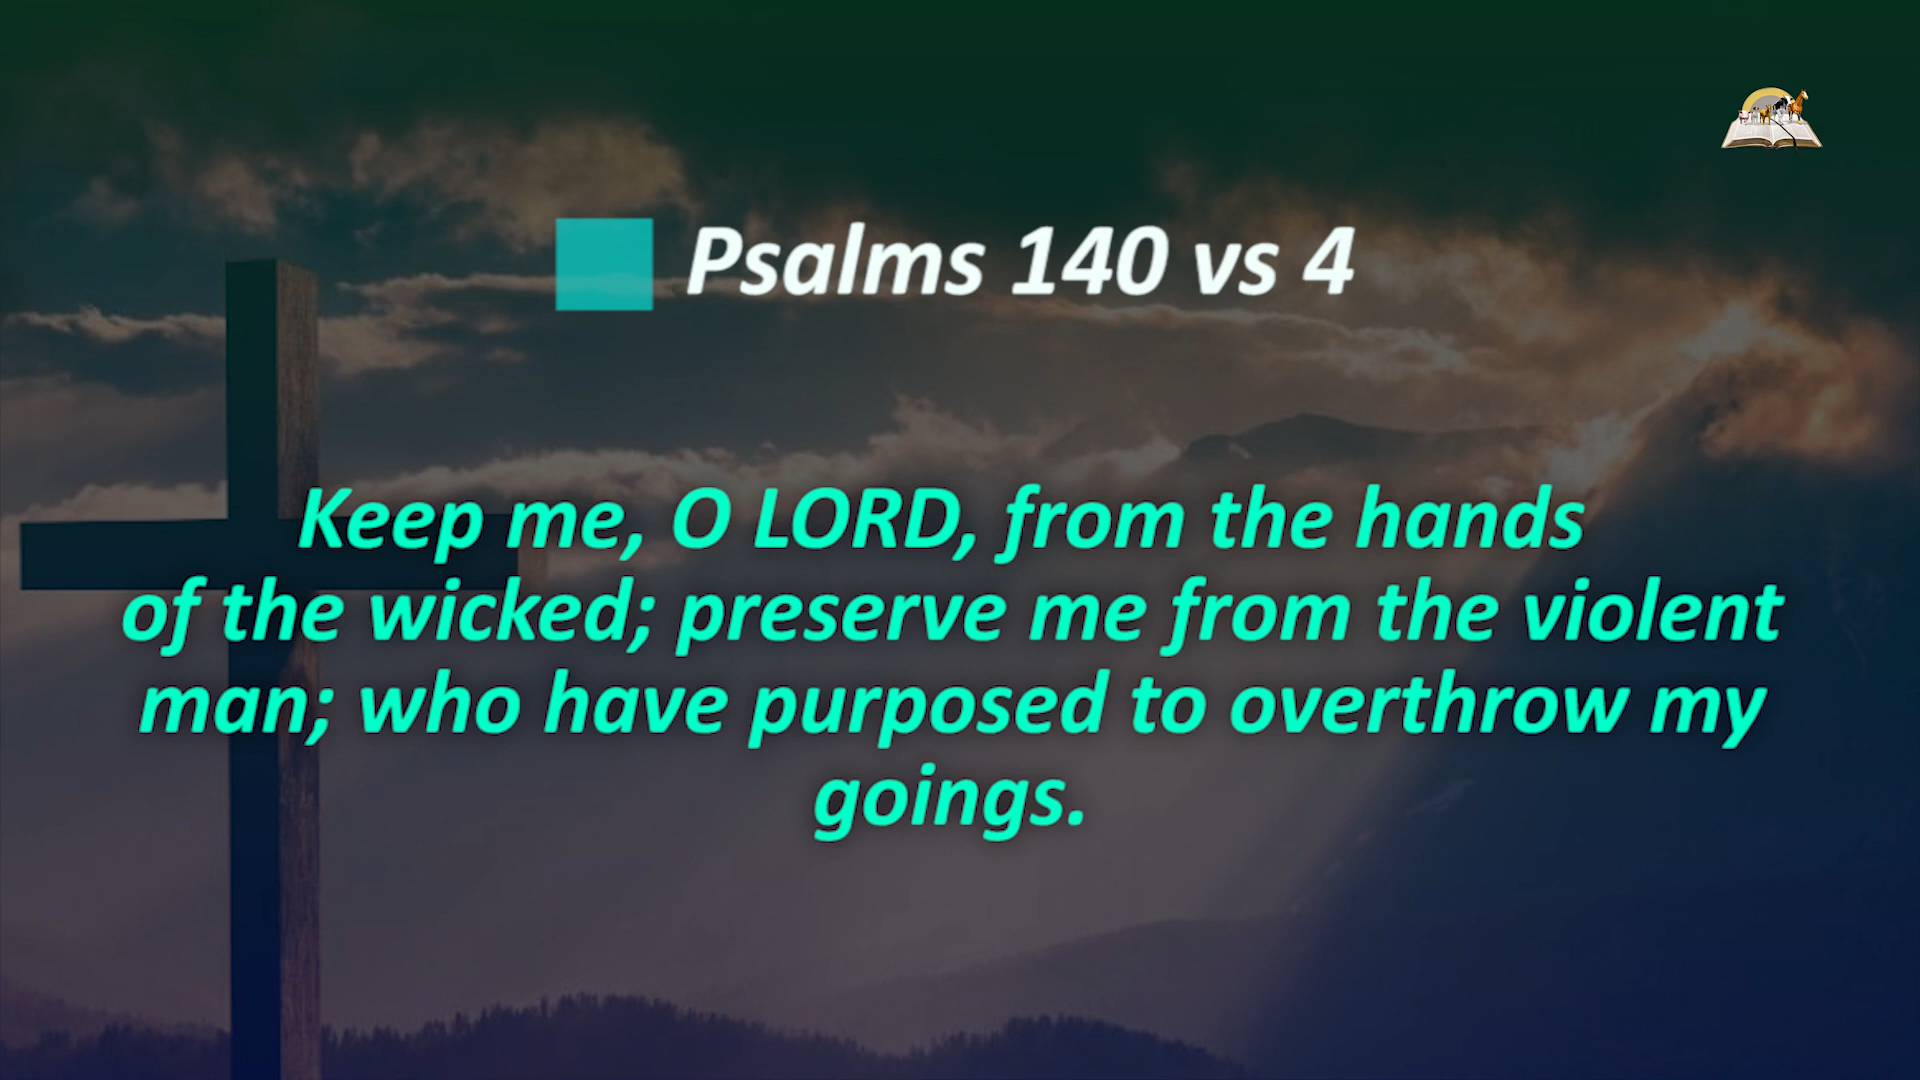 Psalms 140 vs 4
Keep me, O LORD, from the hands
of the wicked; preserve me from the violent
man; who have purposed to overthrow my
goings.